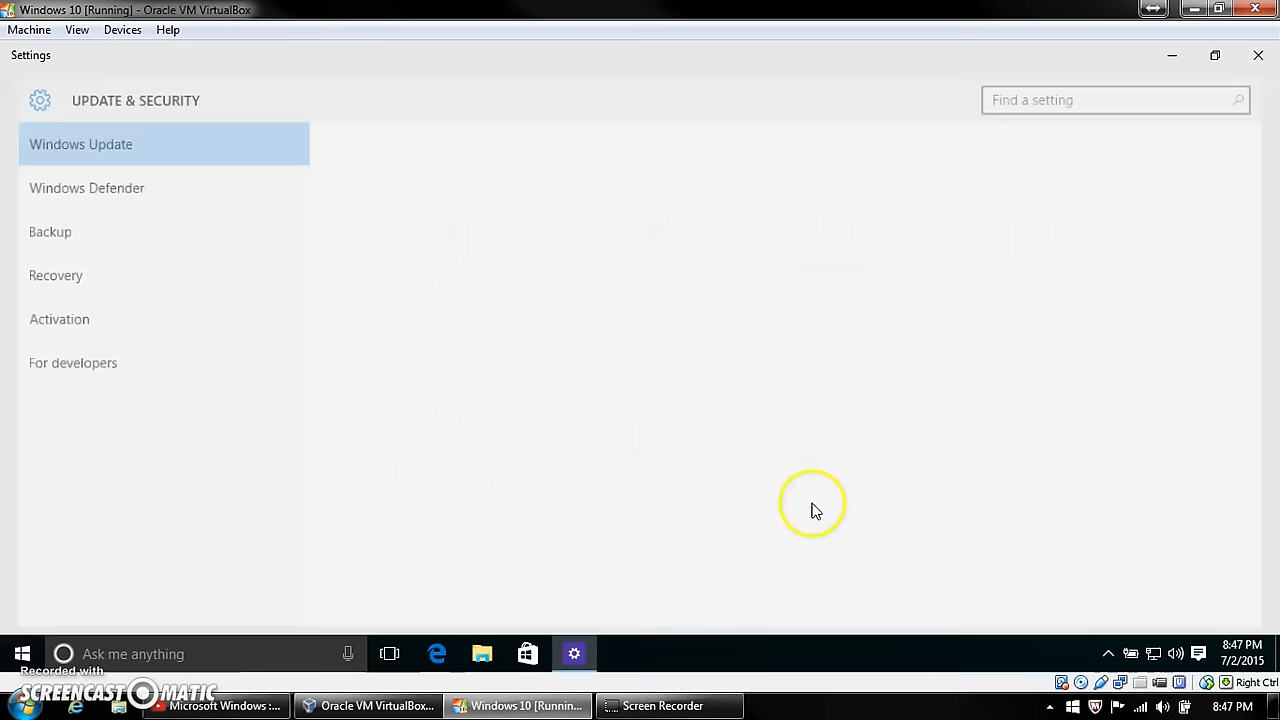 Windows 10 [Running] - Oracle VM VirtualBox
Machine View Devices Help
Settings
UPDATE & SECURITY
Find a setting
Windows Update
Windows Defender
Backup
Recovery
Activation
For developers
Ask me anything
8:47 PM
7/2/2015
Recorded with
SCREENCAST-O-MATIC
Right Ctrl
Microsoft Windows :...
Oracle VM VirtualBox...
Windows 10 [Runnin...
Screen Recorder
8:47 PM